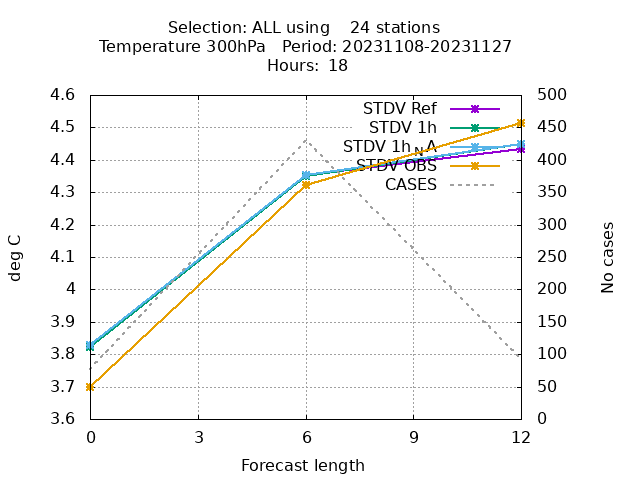 Selection: ALL using 24 stations
Temperature 300hPa Period: 20231108-20231127
Hours: 18
4.6
4.5
4.4
4.3
4.2
4.1
4
3.9
3.8
3.7
3.6
500
450
400
350
300
250
200
150
100
50
0
STDV Ref
STDV 1h
STDV 1h_NA
STDV OBS
CASES
deg C
No cases
0 3 6 9 12
Forecast length